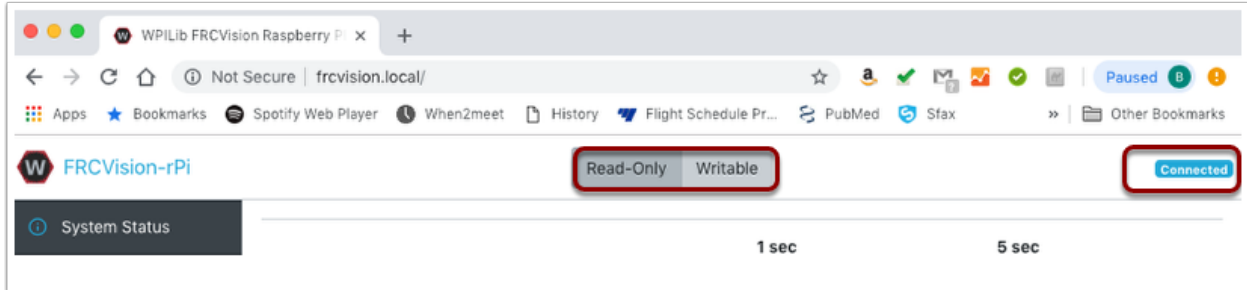 WPILib FRCVision Raspberry P
Not Secure | frcvision.local/
Paused B
Apps Bookmarks Spotify Web Player When2meet History Flight Schedule Pr... PubMed Sfax » Other Bookmarks
W FRCVision-rPi Read-Only Writable Connected
System Status
1 sec 5 sec